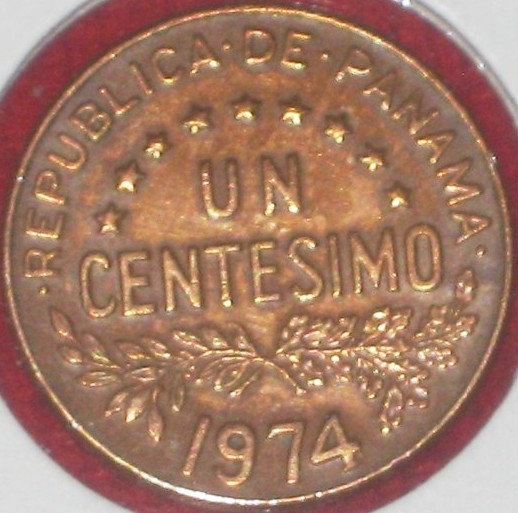 ·REPUBLICA·DE·PANAMA·
UN
CENTESIMO
1974